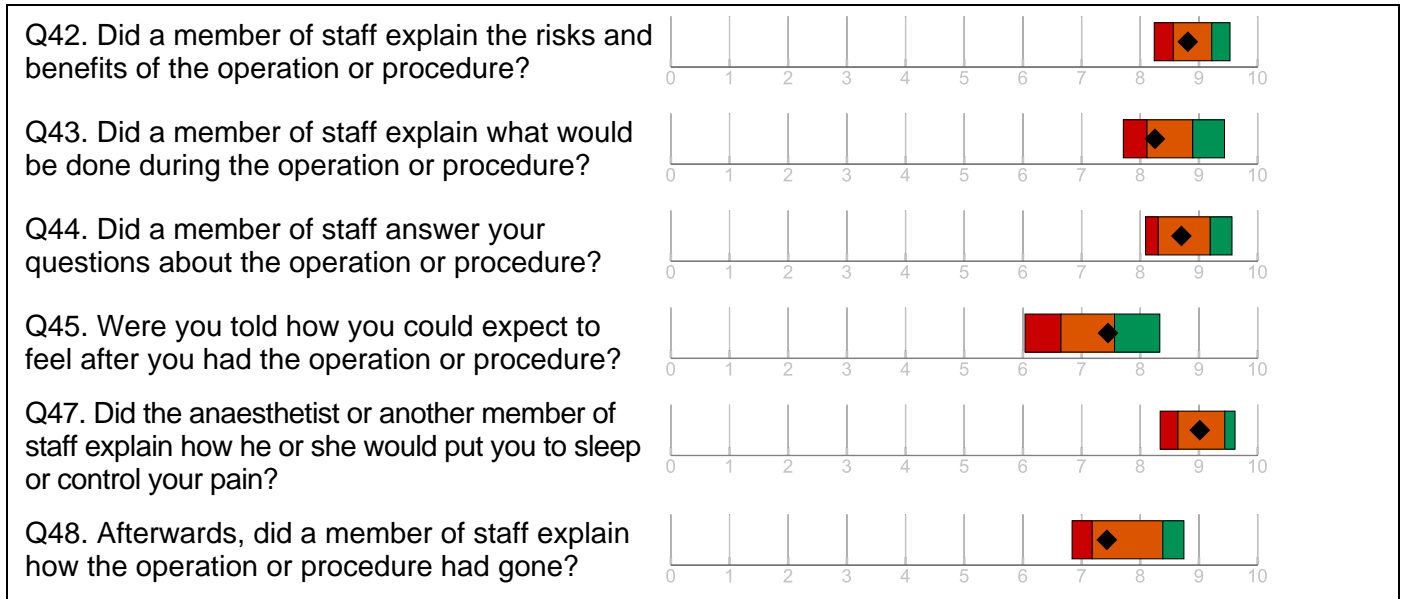 Q42. Did a member of staff explain the risks and
benefits of the operation or procedure?
0 1 2 3 4 5 6 7 8 9 10
Q43. Did a member of staff explain what would
be done during the operation or procedure?
0 1 2 3 4 5 6 7 8 9 10
Q44. Did a member of staff answer your
questions about the operation or procedure?
0 1 2 3 4 5 6 7 8 9 10
Q45. Were you told how you could expect to
feel after you had the operation or procedure?
0 1 2 3 4 5 6 7 8 9 10
Q47. Did the anaesthetist or another member of
staff explain how he or she would put you to sleep
or control your pain?
0 1 2 3 4 5 6 7 8 9 10
Q48. Afterwards, did a member of staff explain
how the operation or procedure had gone?
0 1 2 3 4 5 6 7 8 9 10